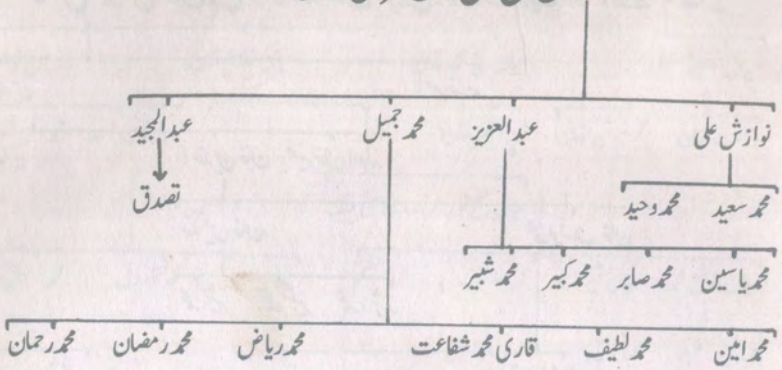 نوازش علی عبدالعزیز محمد جمیل عبدالمجید
محمد سعید محمد وحید تصدق
محمد یاسین محمد صابر محمد کبیر محمد شبیر
محمد امین محمد لطیف قاری محمد شفاعت محمد ریاض محمد رمضان محمد رحمان